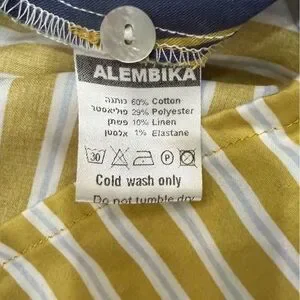 ALEMBIKA
כותנה 60% Cotton
פוליאסטר 29% Polyester
פשתן 10% Linen
אלסטן 1% Elastane
30 P
Cold wash only
Do not tumble dry